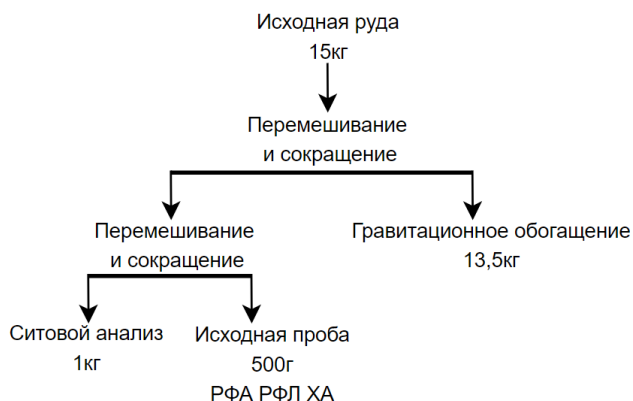 Исходная руда
15кг
Перемешивание
и сокращение
Перемешивание
и сокращение
Гравитационное обогащение
13,5кг
Ситовой анализ
1кг
Исходная проба
500г
РФА РФЛ ХА